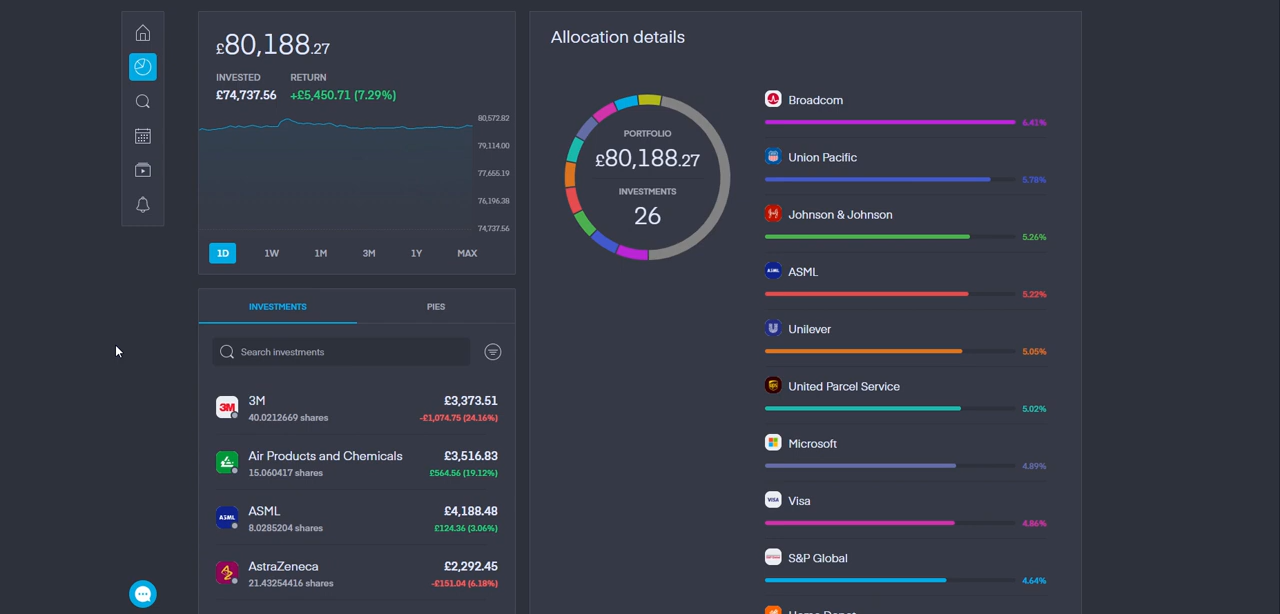 £80,188.27
INVESTED RETURN
£74,737.56 +£5,450.71 (7.29%)
80,572.82
79,114.00
77,655.19
76,196.38
74,737.56
1D 1W 1M 3M 1Y MAX
INVESTMENTS PIES
Search investments
3M £3,373.51
40.0212669 shares -£1,074.75 (24.16%)
Air Products and Chemicals £3,516.83
15.060417 shares £564.56 (19.12%)
ASML ASML £4,188.48
8.0285204 shares £124.36 (3.06%)
AstraZeneca £2,292.45
21.43254416 shares -£151.04 (6.18%)
Allocation details
PORTFOLIO
£80,188.27
INVESTMENTS
26
Broadcom
6.41%
Union Pacific
5.78%
Johnson & Johnson
5.26%
ASML ASML
5.22%
Unilever
5.05%
ups United Parcel Service
5.02%
Microsoft
4.89%
VISA Visa
4.86%
S&P Global
4.64%
Home Depot